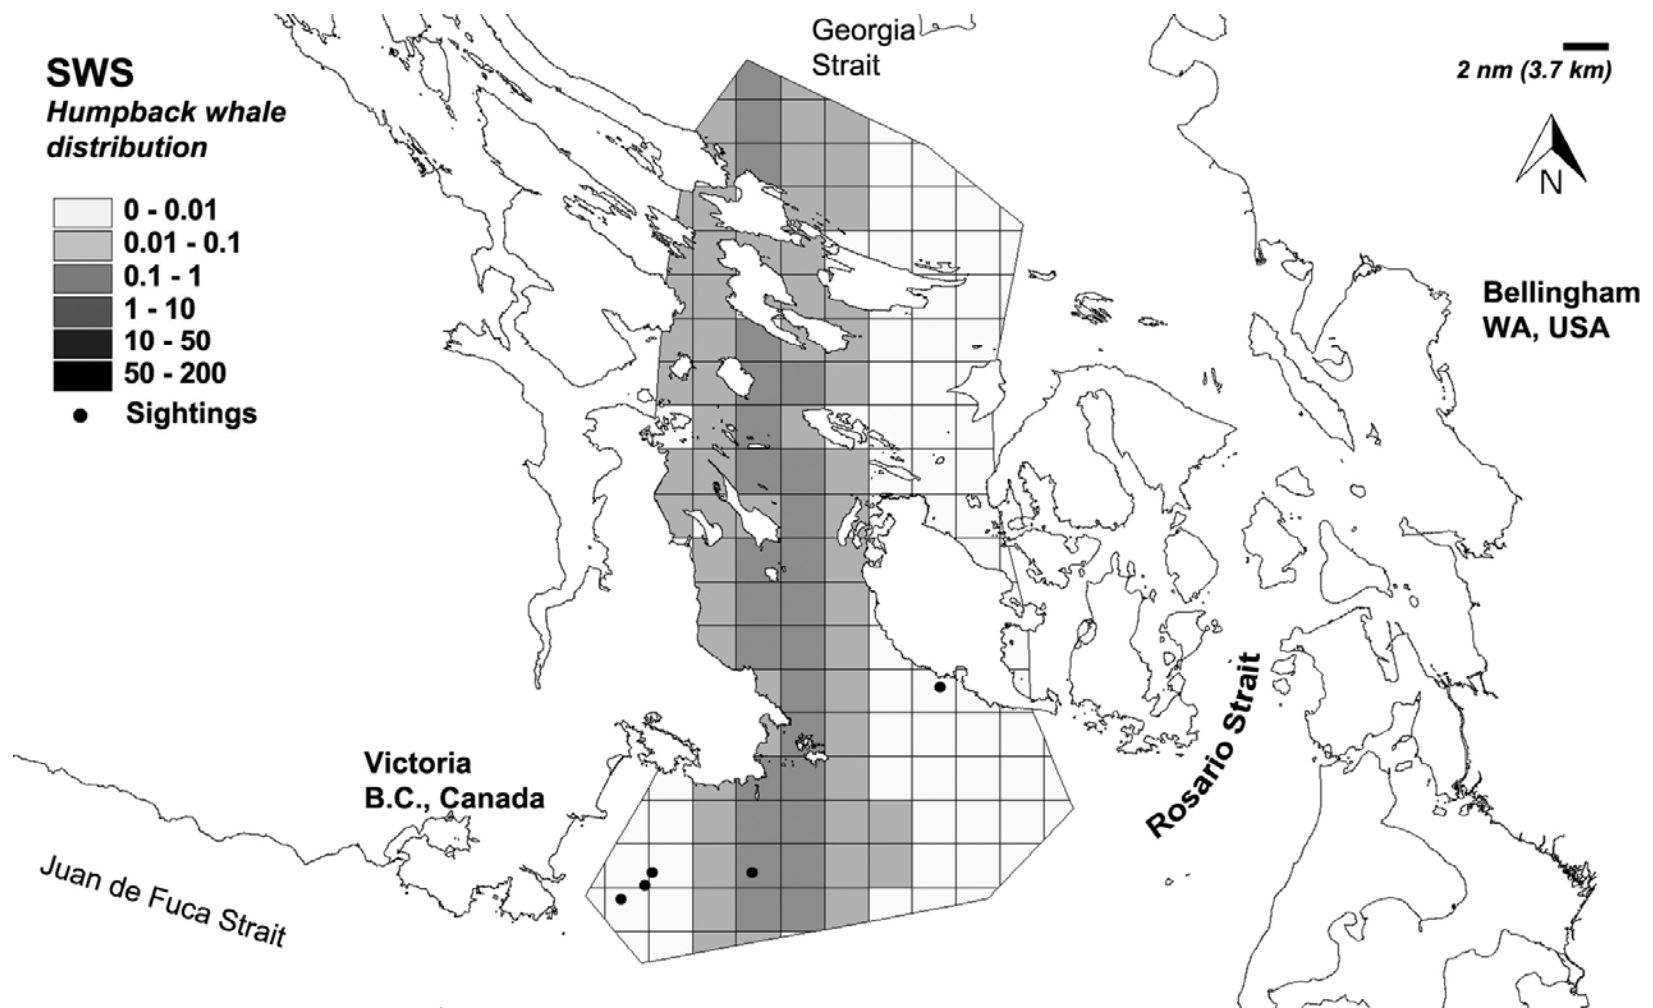 Georgia
Strait
SWS
Humpback whale
distribution
2 nm (3.7 km)
N
0 - 0.01
0.01 - 0.1
0.1 - 1
1 - 10
10 - 50
50 - 200
Sightings
Bellingham
WA, USA
Victoria
B.C., Canada
Rosario Strait
Juan de Fuca Strait